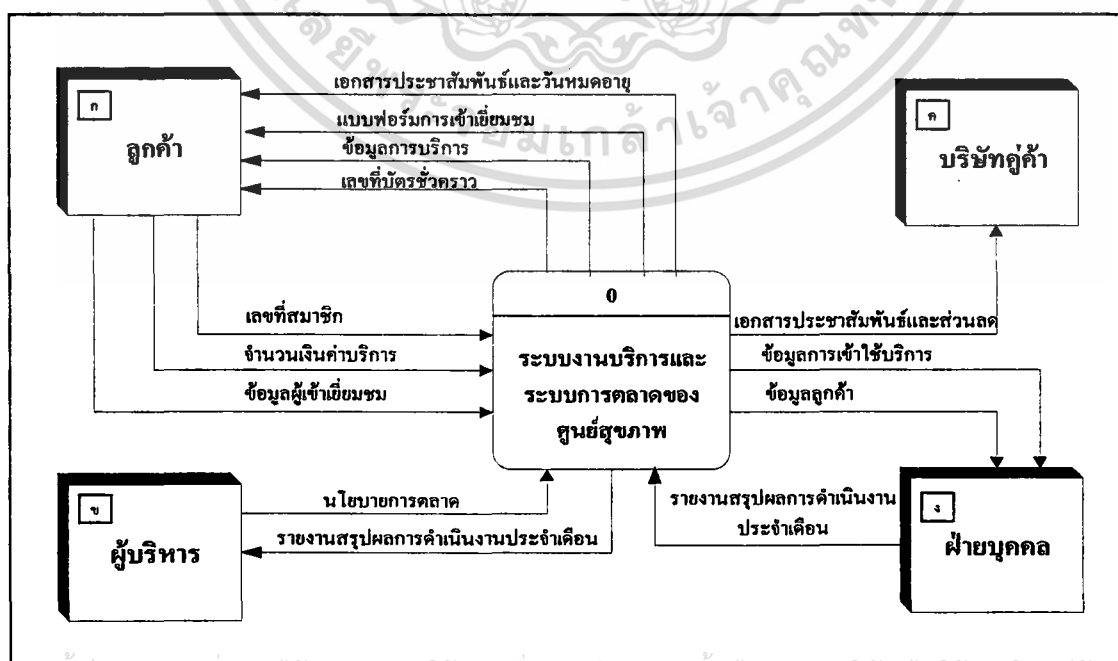 เอกสารประชาสัมพันธ์และวันหมดอายุ
แบบฟอร์มการเข้าเยี่ยมชม
ข้อมูลการบริการ
เลขที่บัตรชั่วคราว
ก
ลูกค้า
ค
บริษัทคู่ค้า
0
ระบบงานบริการและ
ระบบการตลาดของ
ศูนย์สุขภาพ
เลขที่สมาชิก
จำนวนเงินค่าบริการ
ข้อมูลผู้เข้าเยี่ยมชม
เอกสารประชาสัมพันธ์และส่วนลด
ข้อมูลการเข้าใช้บริการ
ข้อมูลลูกค้า
ข
ผู้บริหาร
นโยบายการตลาด
รายงานสรุปผลการดำเนินงานประจำเดือน
รายงานสรุปผลการดำเนินงาน
ประจำเดือน
ง
ฝ่ายบุคคล